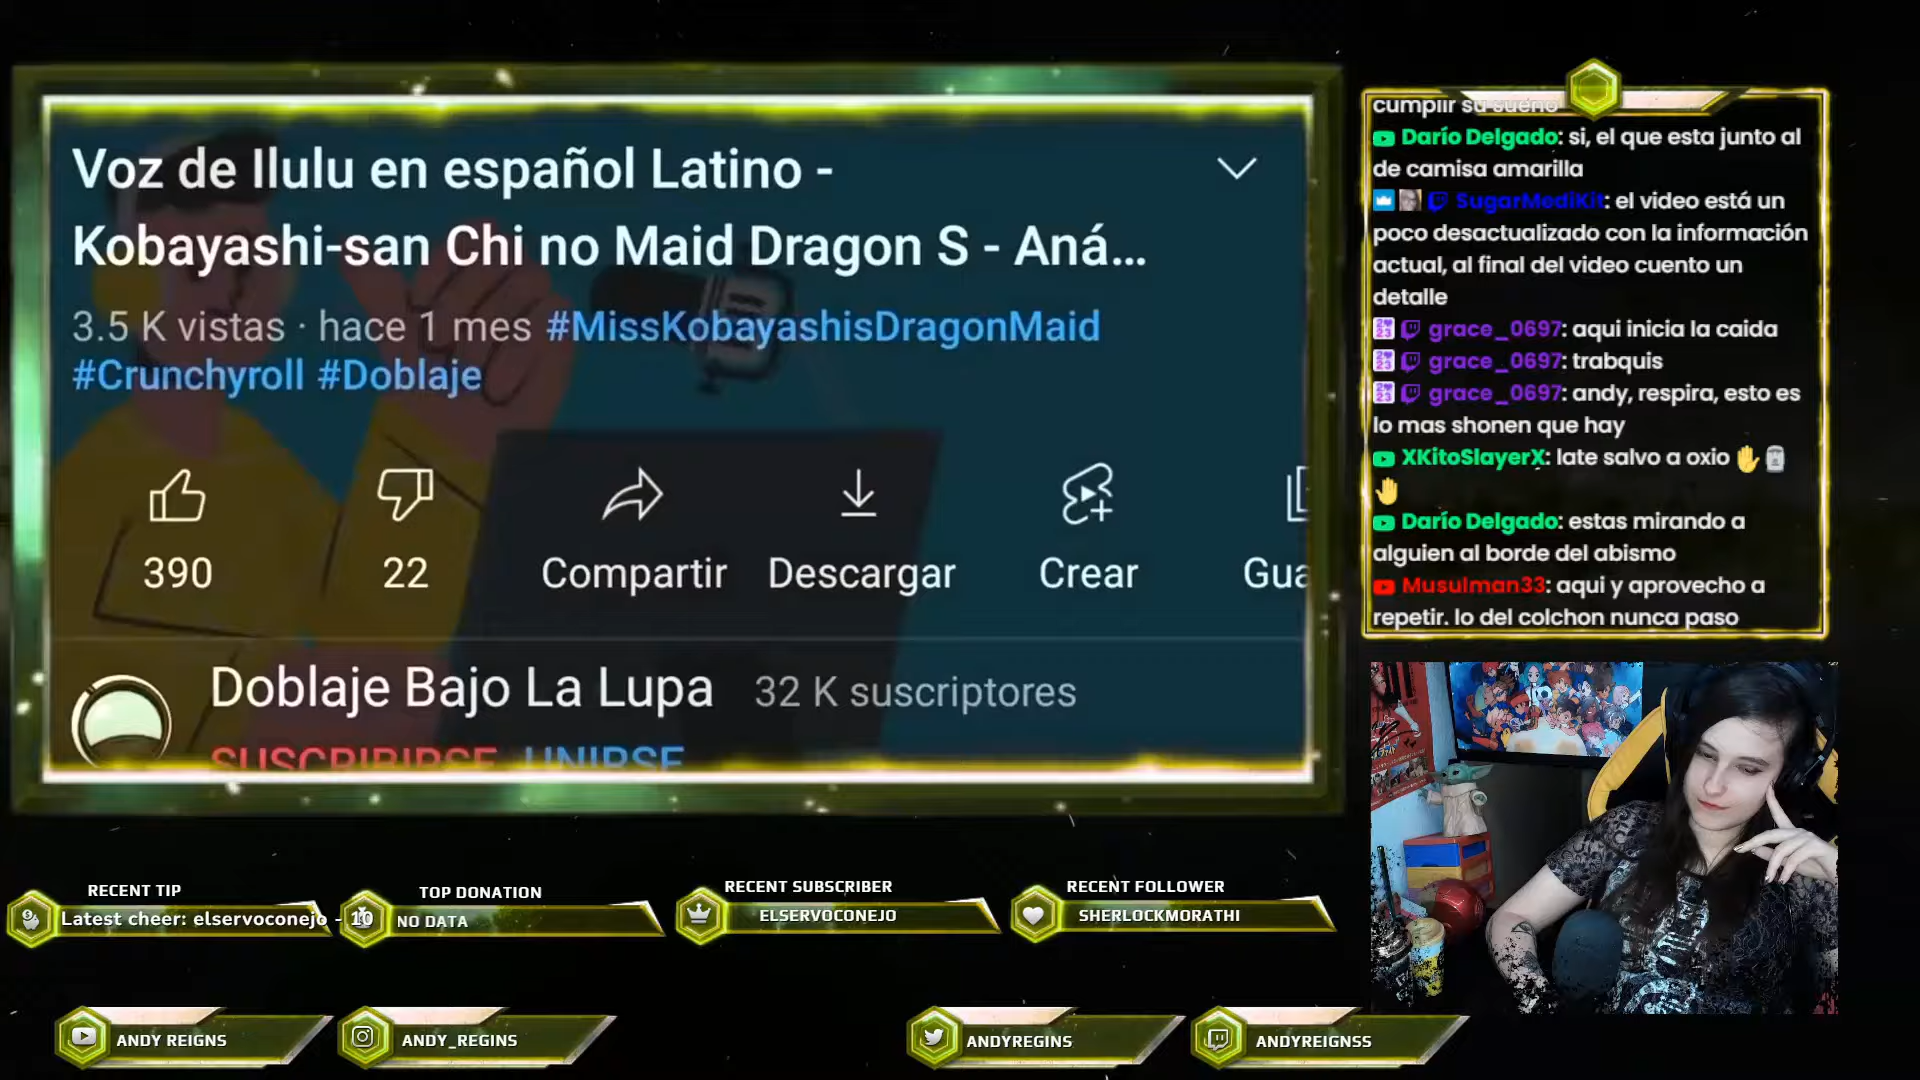 Voz de Ilulu en español Latino -
Kobayashi-san Chi no Maid Dragon S - Aná...
3.5 K vistas · hace 1 mes #MissKobayashisDragonMaid
#Crunchyroll #Doblaje
390
22
Compartir
Descargar
Crear
Gua
Doblaje Bajo La Lupa 32 K suscriptores
SUSCRIBIRSE UNIRSE
cumplir su sueño
Darío Delgado: si, el que esta junto al
de camisa amarilla
SugarMediKit: el video está un
poco desactualizado con la información
actual, al final del video cuento un
detalle
grace_0697: aqui inicia la caida
grace_0697: trabquis
grace_0697: andy, respira, esto es
lo mas shonen que hay
XKitoSlayerX: late salvo a oxio
Darío Delgado: estas mirando a
alguien al borde del abismo
Musulman33: aqui y aprovecho a
repetir. lo del colchon nunca paso
RECENT TIP
Latest cheer: elservoconejo - 10
TOP DONATION
NO DATA
RECENT SUBSCRIBER
ELSERVOCONEJO
RECENT FOLLOWER
SHERLOCKMORATHI
ANDY REIGNS
ANDY_REGINS
ANDYREGINS
ANDYREIGNSS